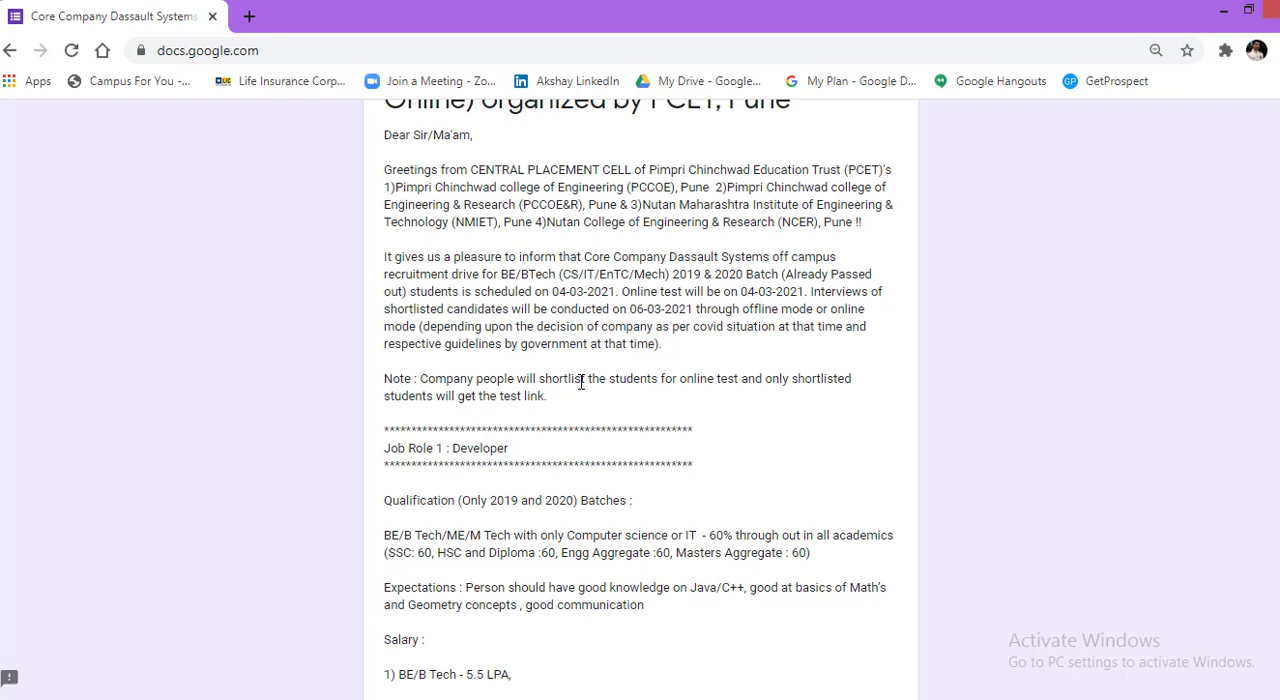 Core Company Dassault Systems
docs.google.com
Apps
Campus For You -...
LIC
Life Insurance Corp...
Join a Meeting - Zo...
in
Akshay LinkedIn
My Drive - Google...
G
My Plan - Google D...
Google Hangouts
GP
GetProspect
Online) organized by PCET, Pune
Dear Sir/Ma'am,
Greetings from CENTRAL PLACEMENT CELL of Pimpri Chinchwad Education Trust (PCET)'s
1)Pimpri Chinchwad college of Engineering (PCCOE), Pune 2)Pimpri Chinchwad college of
Engineering & Research (PCCOE&R), Pune & 3)Nutan Maharashtra Institute of Engineering &
Technology (NMIET), Pune 4)Nutan College of Engineering & Research (NCER), Pune !!
It gives us a pleasure to inform that Core Company Dassault Systems off campus
recruitment drive for BE/BTech (CS/IT/EnTC/Mech) 2019 & 2020 Batch (Already Passed
out) students is scheduled on 04-03-2021. Online test will be on 04-03-2021. Interviews of
shortlisted candidates will be conducted on 06-03-2021 through offline mode or online
mode (depending upon the decision of company as per covid situation at that time and
respective guidelines by government at that time).
Note : Company people will shortlist the students for online test and only shortlisted
students will get the test link.
*********************************************************
Job Role 1 : Developer
*********************************************************
Qualification (Only 2019 and 2020) Batches :
BE/B Tech/ME/M Tech with only Computer science or IT - 60% through out in all academics
(SSC: 60, HSC and Diploma :60, Engg Aggregate :60, Masters Aggregate : 60)
Expectations : Person should have good knowledge on Java/C++, good at basics of Math's
and Geometry concepts , good communication
Salary :
1) BE/B Tech - 5.5 LPA,
Activate Windows
Go to PC settings to activate Windows.